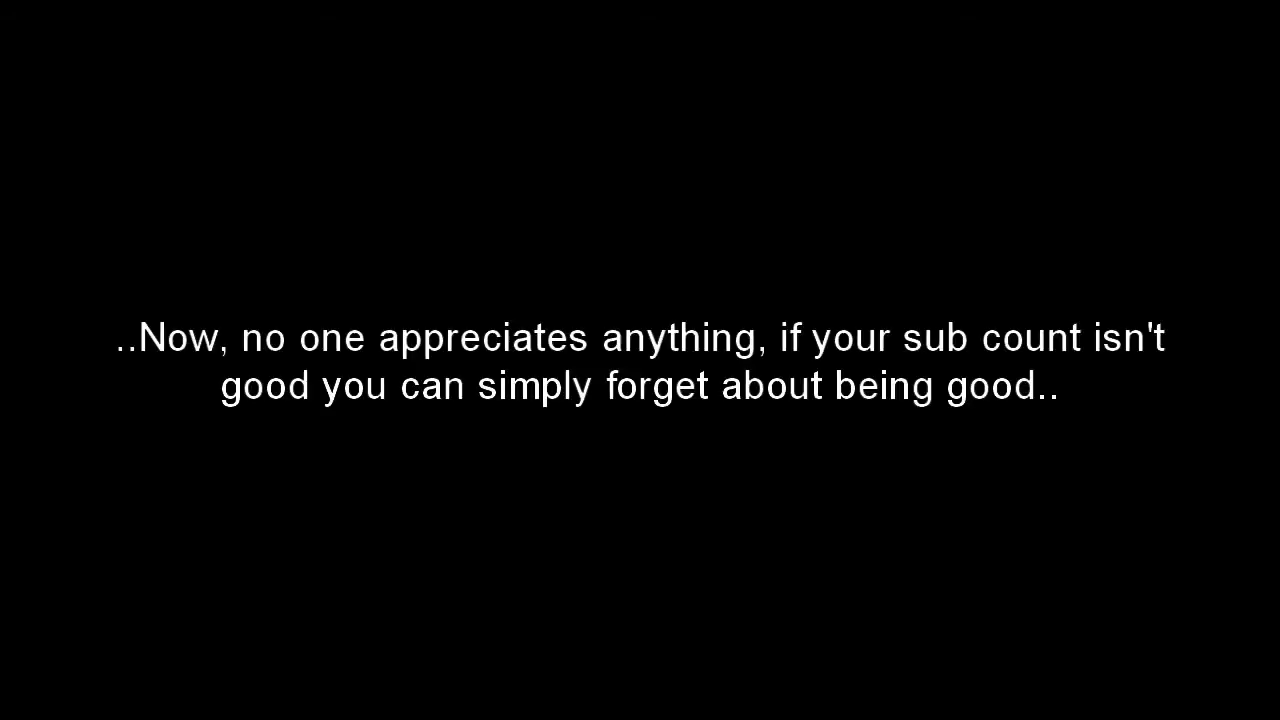 ..Now, no one appreciates anything, if your sub count isn't
good you can simply forget about being good..